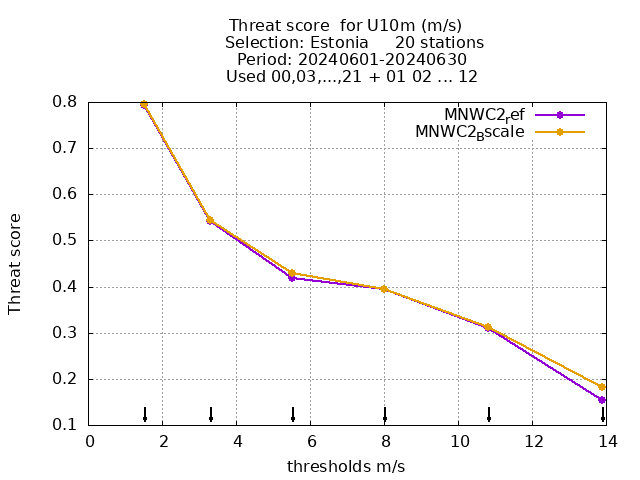 Threat score  for U10m (m/s)
Selection: Estonia     20 stations
Period: 20240601-20240630
Used 00,03,...,21 + 01 02 ... 12
MNWC2ref
MNWC2Bscale
0.8
0.7
0.6
0.5
0.4
0.3
0.2
0.1
Threat score
0 2 4 6 8 10 12 14
thresholds m/s